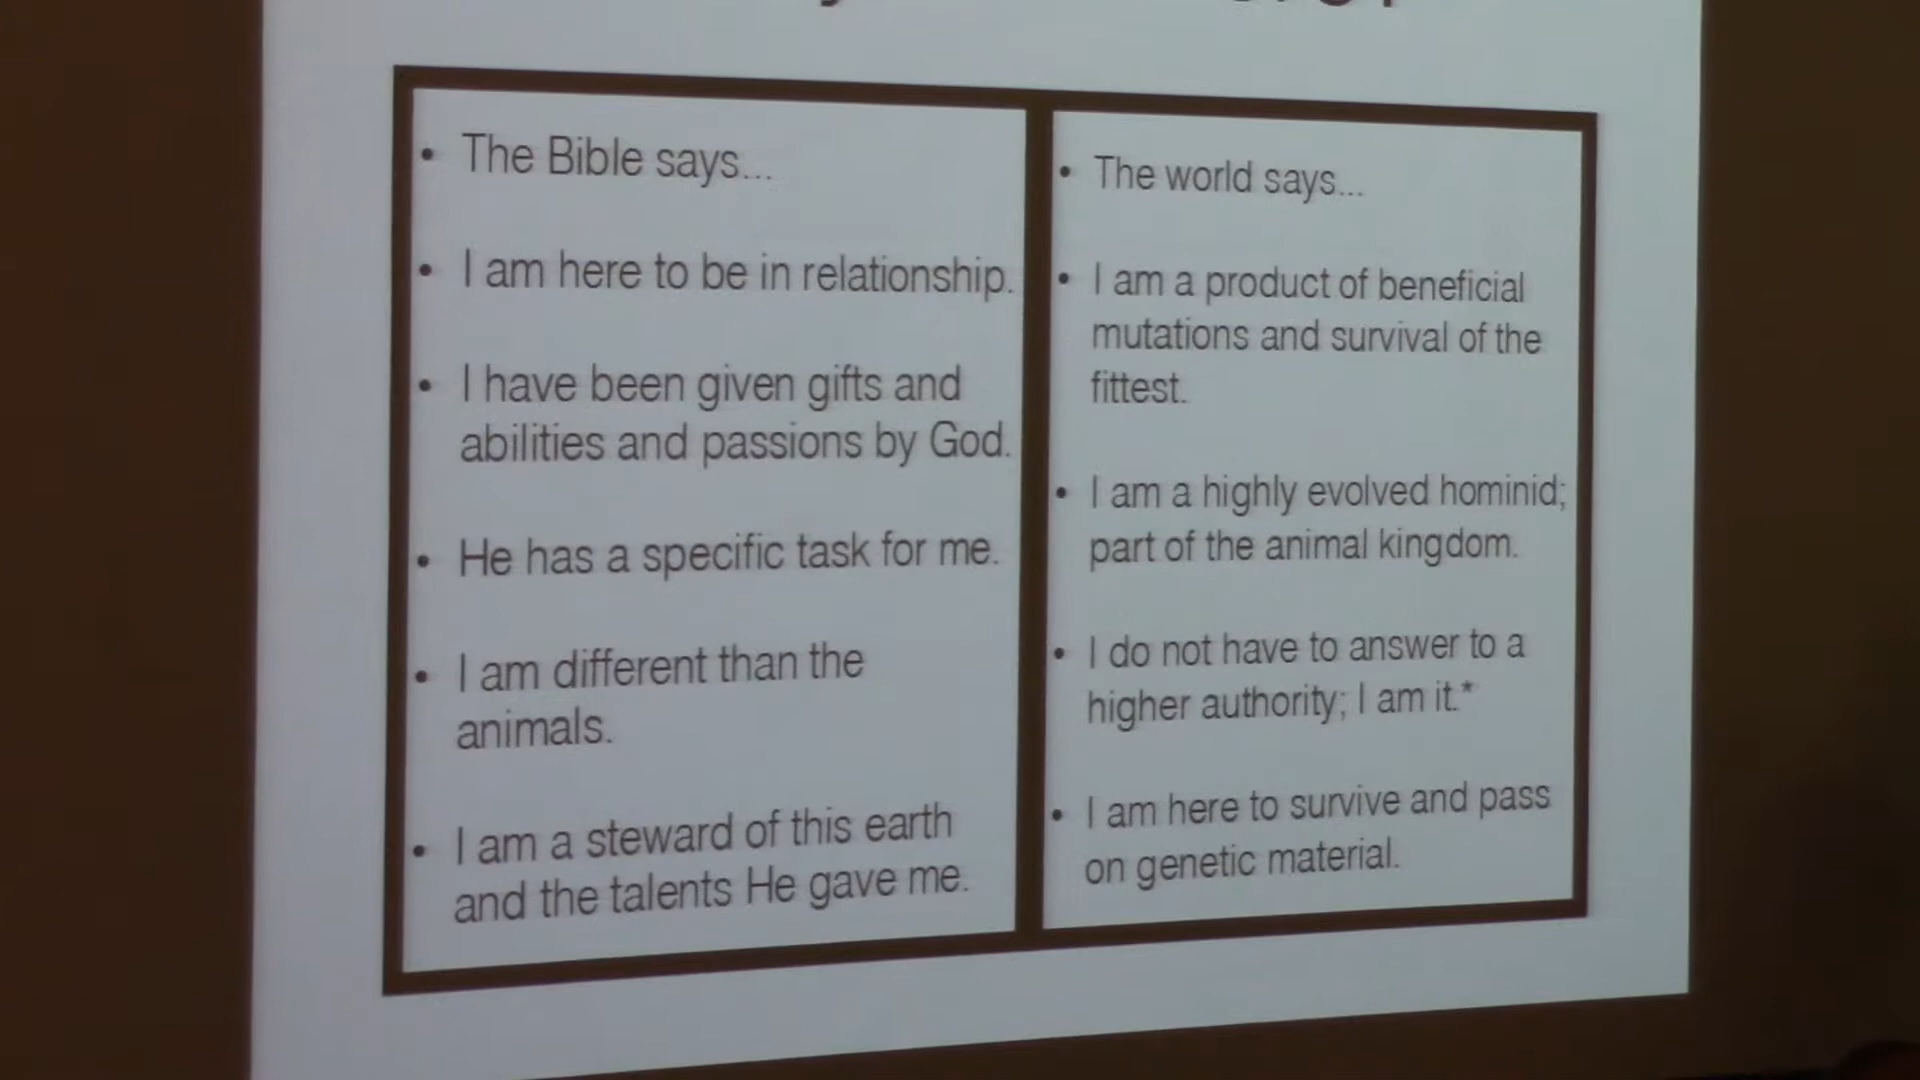 • The Bible says...
• I am here to be in relationship.
• I have been given gifts and
abilities and passions by God.
• He has a specific task for me.
• I am different than the
animals.
• I am a steward of this earth
and the talents He gave me.
• The world says...
• I am a product of beneficial
mutations and survival of the
fittest.
• I am a highly evolved hominid;
part of the animal kingdom.
• I do not have to answer to a
higher authority; I am it.*
• I am here to survive and pass
on genetic material.